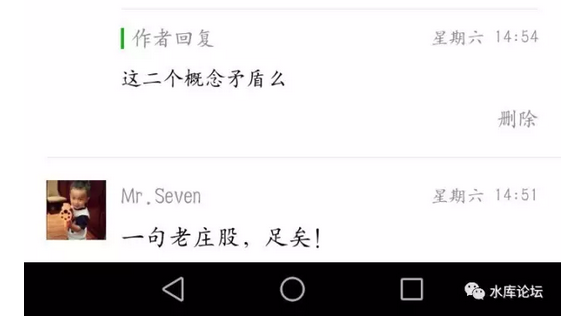 作者回复 星期六 14:54
这二个概念矛盾么
删除
Mr.Seven 星期六 14:51
一句老庄股，足矣！
水库论坛